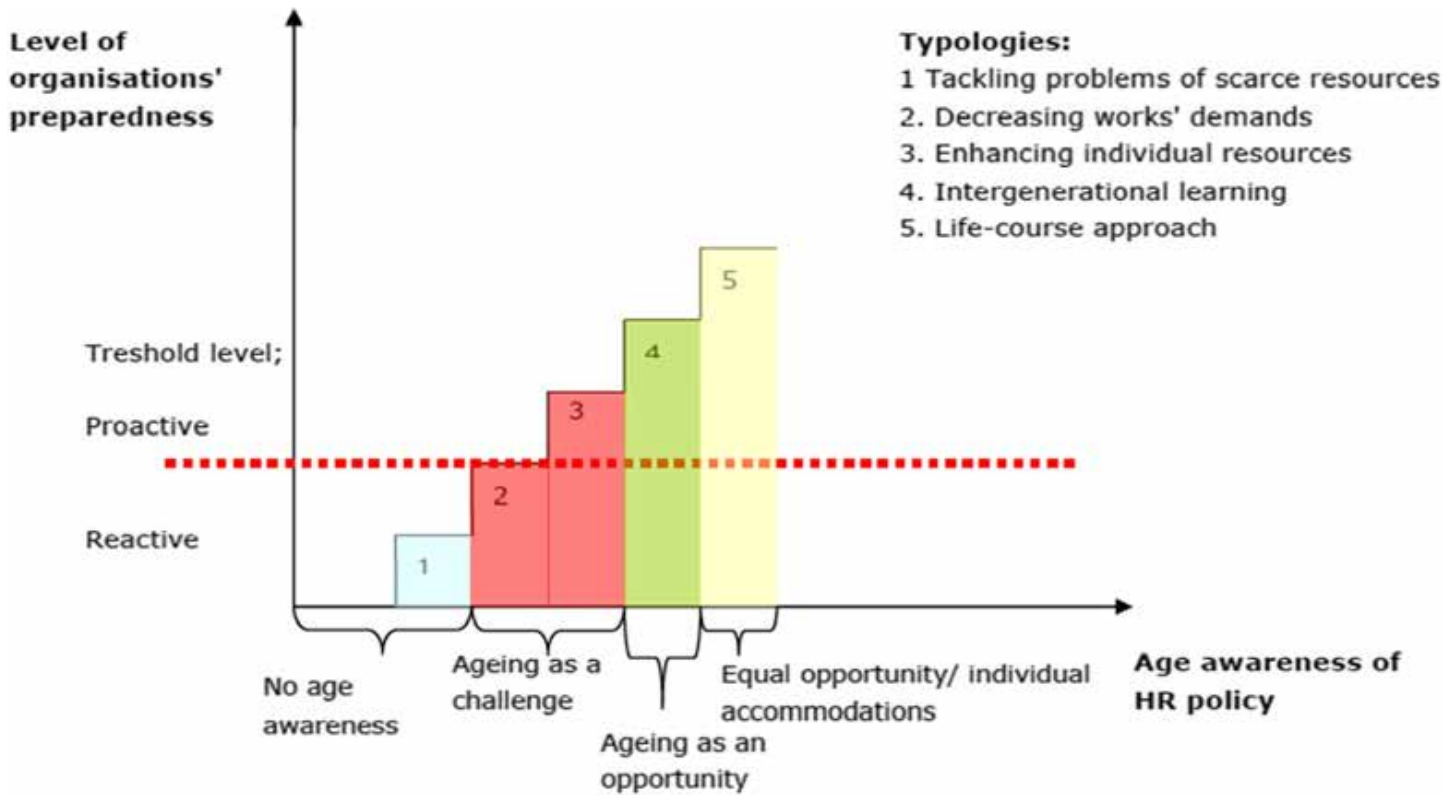 Level of
organisations'
preparedness
Typologies:
1 Tackling problems of scarce resources
2. Decreasing works' demands
3. Enhancing individual resources
4. Intergenerational learning
5. Life-course approach
5
4
Treshold level;
3
Proactive
2
Reactive
1
No age
awareness
Ageing as a
challenge
Ageing as an
opportunity
Equal opportunity/ individual
accommodations
Age awareness of
HR policy